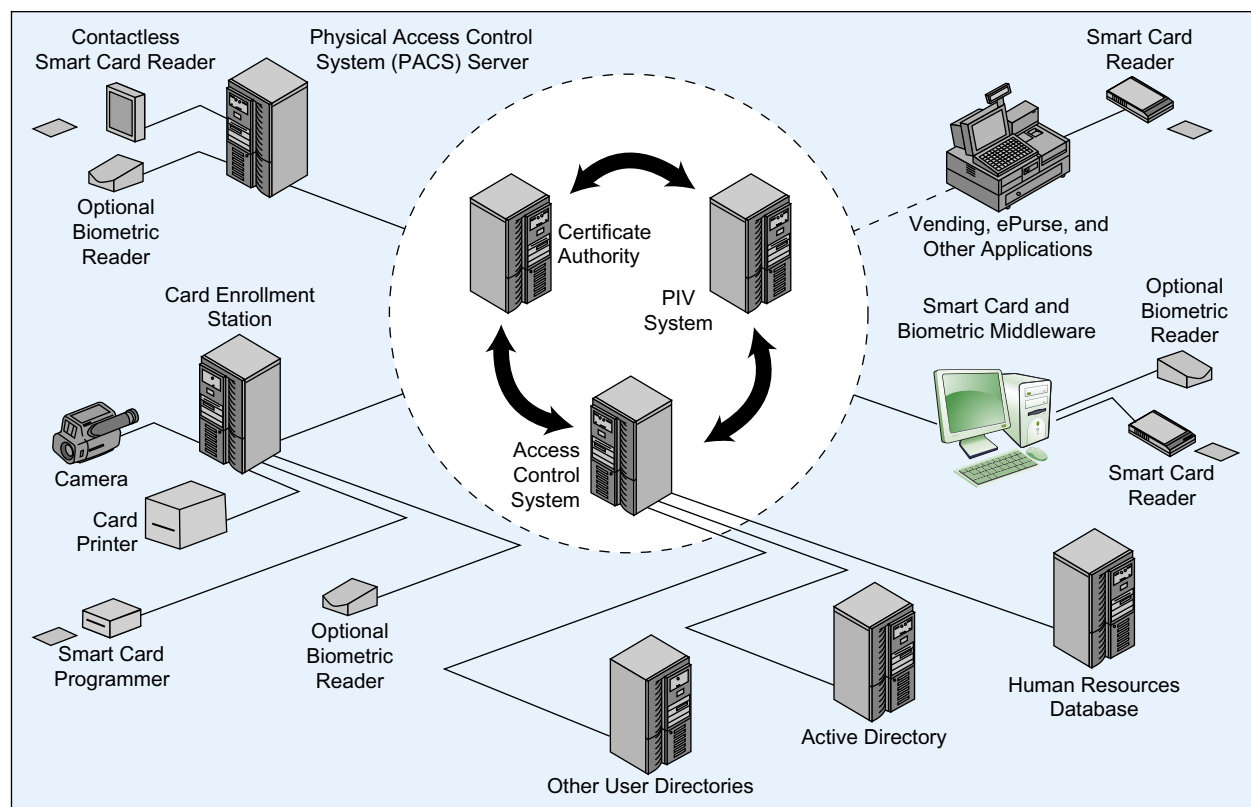 Contactless
Smart Card Reader
Physical Access Control
System (PACS) Server
Smart Card
Reader
Optional
Biometric
Reader
Certificate
Authority
PIV
System
Access
Control
System
Vending, ePurse, and
Other Applications
Card Enrollment
Station
Smart Card and
Biometric Middleware
Optional
Biometric
Reader
Camera
Card
Printer
Smart Card
Reader
Smart Card
Programmer
Optional
Biometric
Reader
Other User Directories
Active Directory
Human Resources
Database